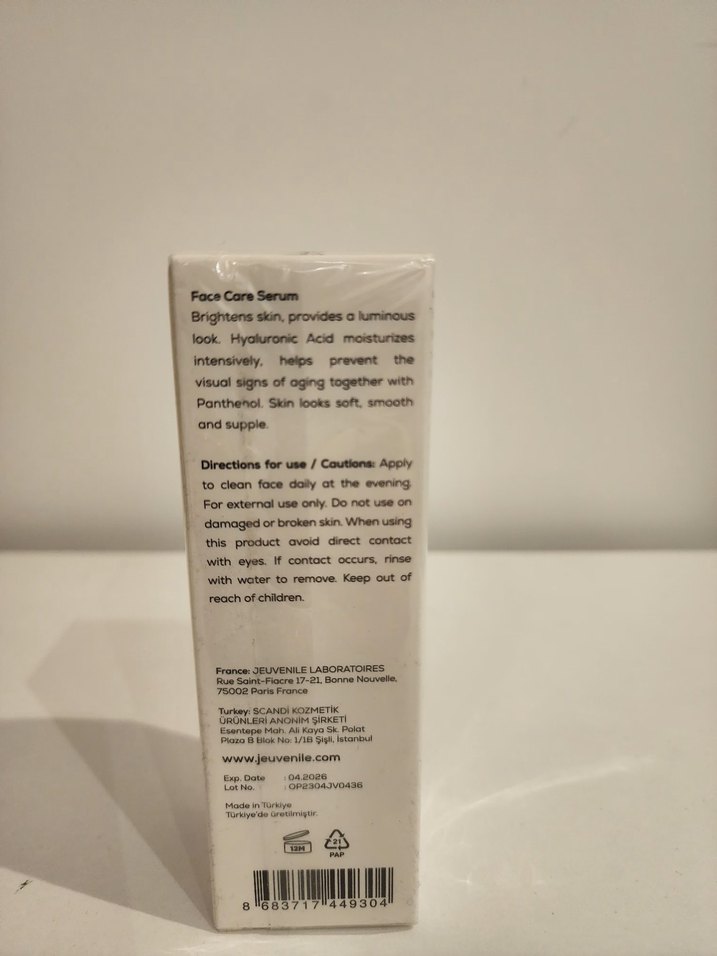 Face Care Serum
Brightens skin, provides a luminous
look. Hyaluronic Acid moisturizes
intensively, helps prevent the
visual signs of aging together with
Panthenol. Skin looks soft, smooth
and supple.
Directions for use / Cautions: Apply
to clean face daily at the evening.
For external use only. Do not use on
damaged or broken skin. When using
this product avoid direct contact
with eyes. If contact occurs, rinse
with water to remove. Keep out of
reach of children.
France: JEUVENILE LABORATOIRES
Rue Saint-Fiacre 17-21, Bonne Nouvelle,
75002 Paris France
Turkey: SCANDİ KOZMETİK
ÜRÜNLERİ ANONİM ŞİRKETİ
Esentepe Mah. Ali Kaya Sk. Polat
Plaza B Blok No: 1/1B Şişli, İstanbul
www.jeuvenile.com
Exp. Date : 04.2026
Lot No. : OP2304JV0436
Made in Türkiye
Türkiye'de üretilmiştir.
12M
21
PAP
8 683717 449304